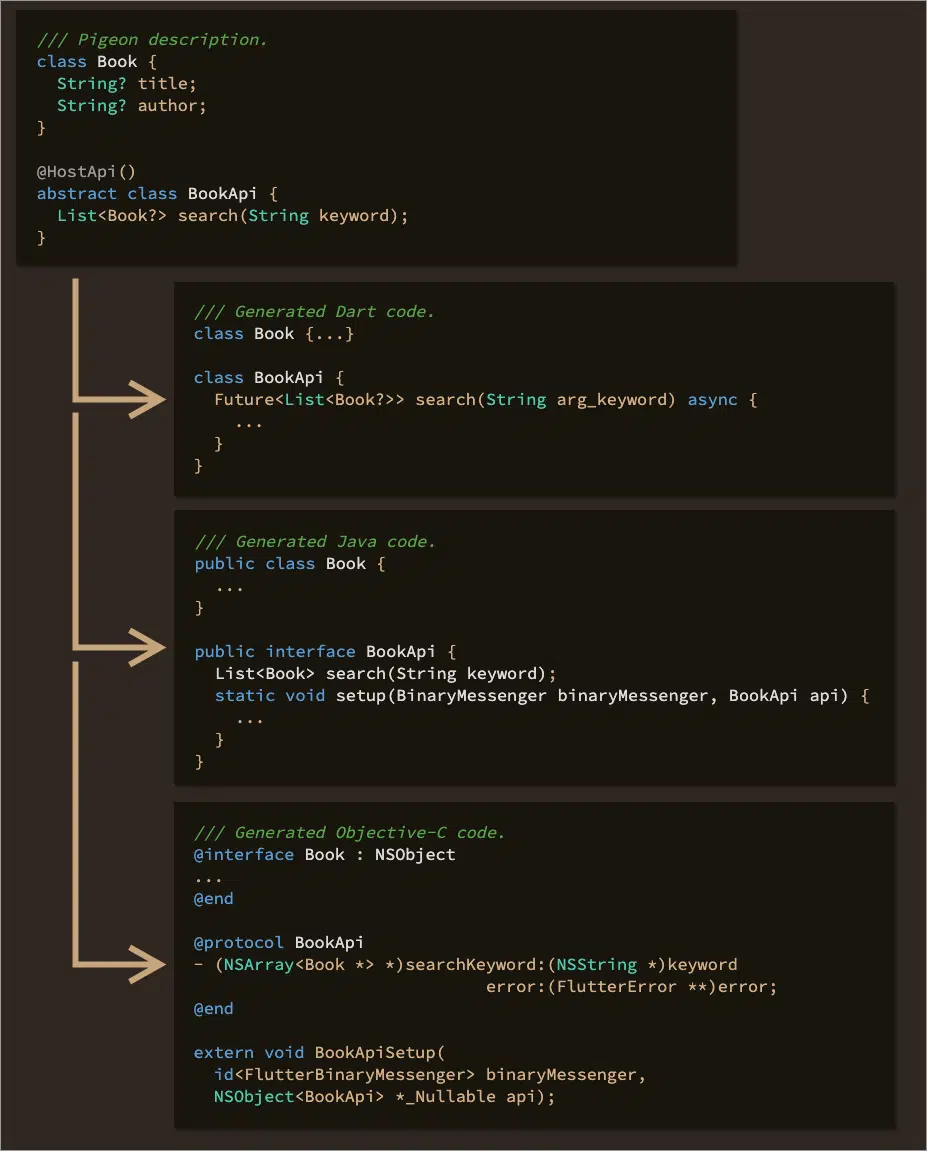 /// Pigeon description.
class Book {
  String? title;
  String? author;
}

@HostApi()
abstract class BookApi {
  List<Book?> search(String keyword);
}

/// Generated Dart code.
class Book {...}

class BookApi {
  Future<List<Book?>> search(String arg_keyword) async {
    ...
  }
}

/// Generated Java code.
public class Book {
  ...
}

public interface BookApi {
  List<Book> search(String keyword);
  static void setup(BinaryMessenger binaryMessenger, BookApi api) {
    ...
  }
}

/// Generated Objective-C code.
@interface Book : NSObject
...
@end

@protocol BookApi
- (NSArray<Book *> *)searchKeyword:(NSString *)keyword
                             error:(FlutterError **)error;
@end

extern void BookApiSetup(
  id<FlutterBinaryMessenger> binaryMessenger,
  NSObject<BookApi> *_Nullable api);